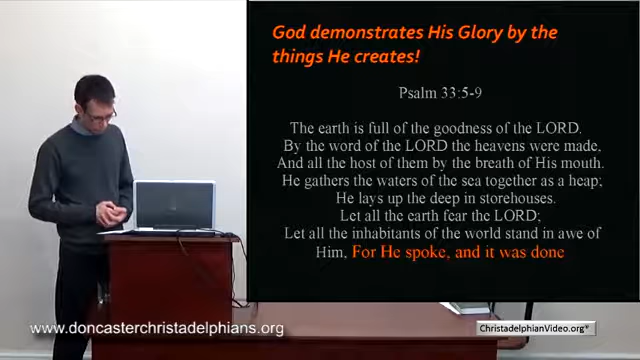 God demonstrates His Glory by the
things He creates!
Psalm 33:5-9
The earth is full of the goodness of the LORD.
By the word of the LORD the heavens were made,
And all the host of them by the breath of His mouth.
He gathers the waters of the sea together as a heap;
He lays up the deep in storehouses.
Let all the earth fear the LORD;
Let all the inhabitants of the world stand in awe of
Him, For He spoke, and it was done
www.doncasterchristadelphians.org
ChristadelphianVideo.org®